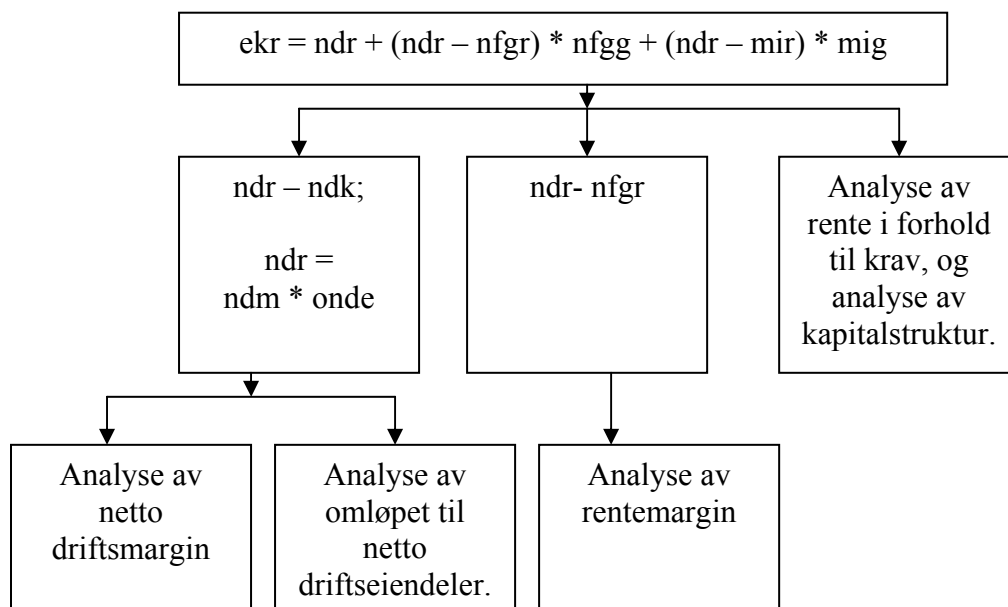 ekr = ndr + (ndr – nfgr) * nfgg + (ndr – mir) * mig
ndr – ndk;
ndr =
ndm * onde
ndr- nfgr
Analyse av
rente i forhold
til krav, og
analyse av
kapitalstruktur.
Analyse av
netto
driftsmargin
Analyse av
omløpet til
netto
driftseiendeler.
Analyse av
rentemargin